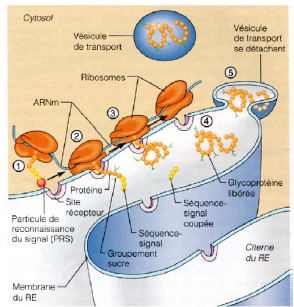 Cytosol
Vésicule
de transport
Vésicule
de transport
se détachant
Ribosomes
ARNm
5
3
2
4
1
Protéine
Site
récepteur
Glycoprotéine
libérée
Particule de
reconnaissance
du signal (PRS)
Séquence-
signal
coupée
Séquence-
signal
Groupement
sucre
Citerne
du RE
Membrane
du RE